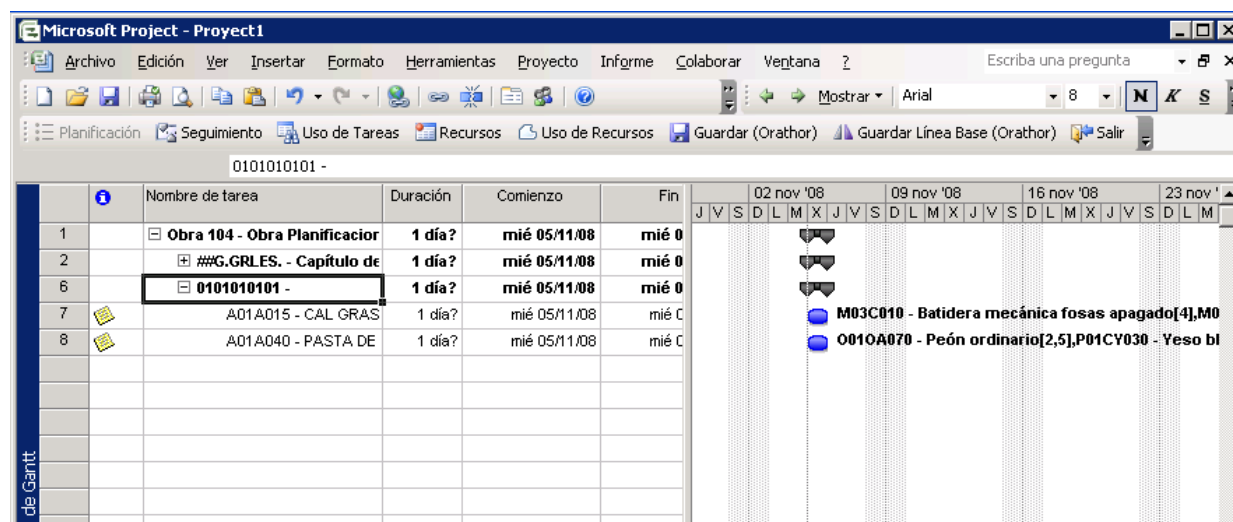 Microsoft Project - Proyect1
Archivo Edición Ver Insertar Formato Herramientas Proyecto Informe Colaborar Ventana ? Escriba una pregunta
Mostrar Arial 8 N K S
Planificación Seguimiento Uso de Tareas Recursos Uso de Recursos Guardar (Orathor) Guardar Línea Base (Orathor) Salir
0101010101 -
Nombre de tarea Duración Comienzo Fin 02 nov '08 09 nov '08 16 nov '08 23 nov '
J V S D L M X J V S D L M X J V S D L M X J V S D L M
1 Obra 104 - Obra Planificacior 1 día? mié 05/11/08 mié 0
2 ###G.GRLES. - Capítulo de 1 día? mié 05/11/08 mié 0
6 0101010101 - 1 día? mié 05/11/08 mié 0
7 A01A015 - CAL GRAS 1 día? mié 05/11/08 mié 0 M03C010 - Batidera mecánica fosas apagado[4],M0
8 A01A040 - PASTA DE 1 día? mié 05/11/08 mié 0 O01OA070 - Peón ordinario[2,5],P01CY030 - Yeso bl
de Gantt